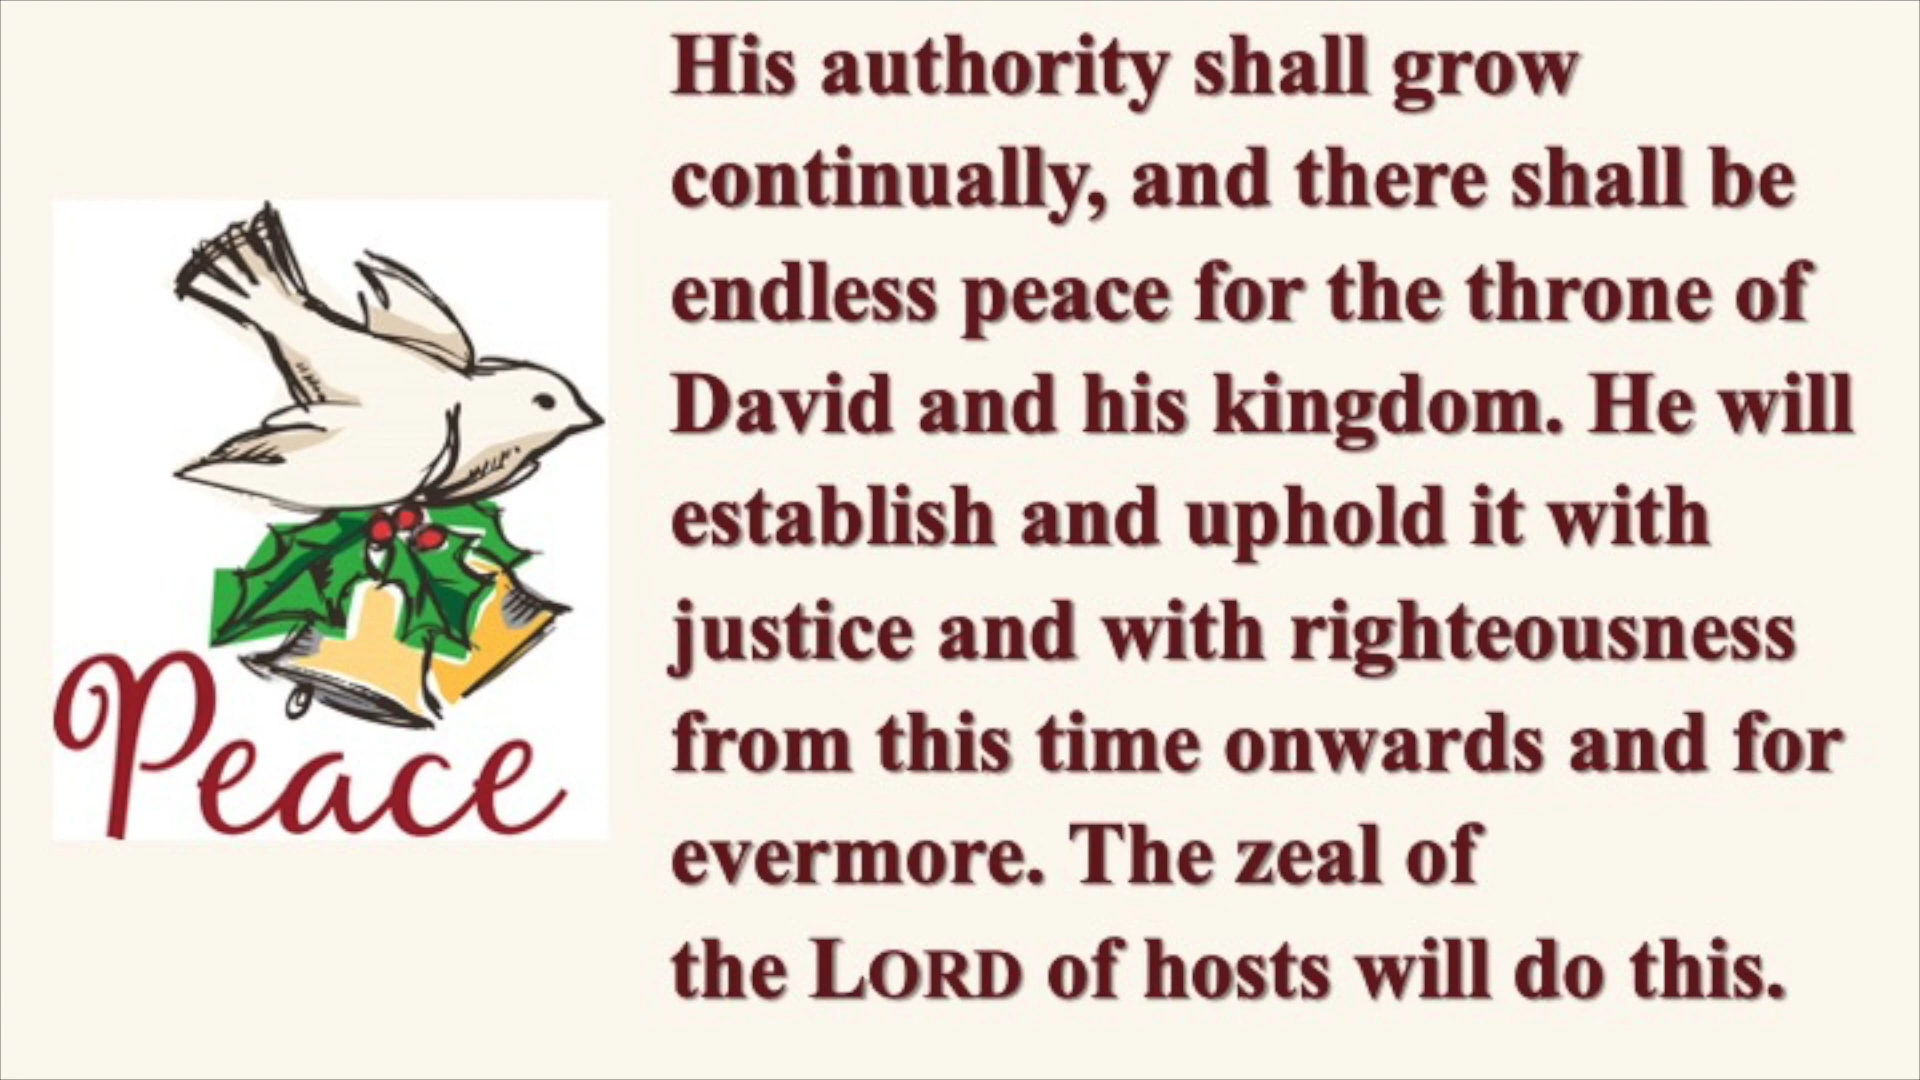 His authority shall grow
continually, and there shall be
endless peace for the throne of
David and his kingdom. He will
establish and uphold it with
justice and with righteousness
from this time onwards and for
evermore. The zeal of
the LORD of hosts will do this.
Peace